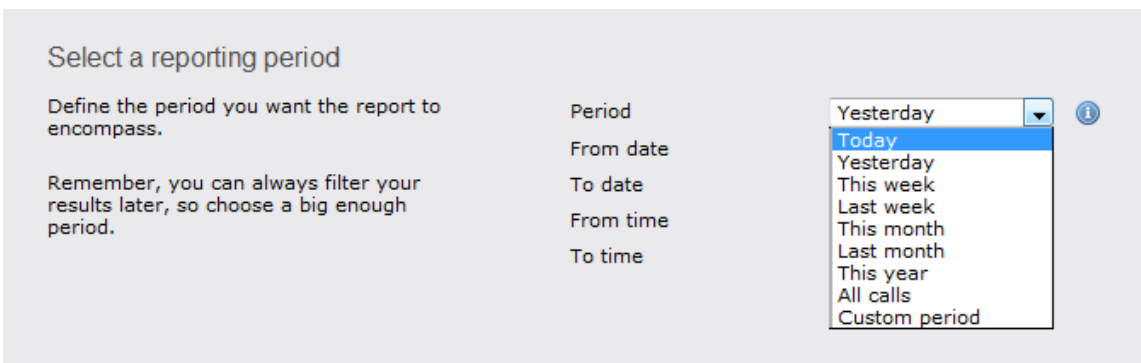 Select a reporting period
Define the period you want the report to
encompass.
Remember, you can always filter your
results later, so choose a big enough
period.
Period
Yesterday
From date
To date
From time
To time
Today
Yesterday
This week
Last week
This month
Last month
This year
All calls
Custom period